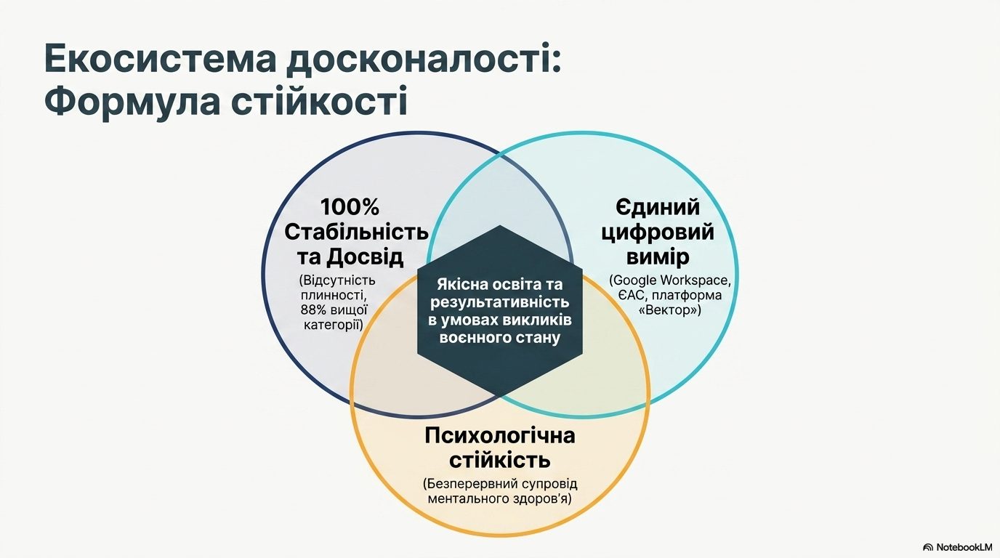 Екосистема досконалості:
Формула стійкості
100%
Стабільність
та Досвід
(Відсутність
плинності,
88% вищої
категорії)
Єдиний
цифровий
вимір
(Google Workspace,
ЄАС, платформа
«Вектор»)
Якісна освіта та
результативність
в умовах викликів
воєнного стану
Психологічна
стійкість
(Безперервний супровід
ментального здоров'я)
NotebookLM